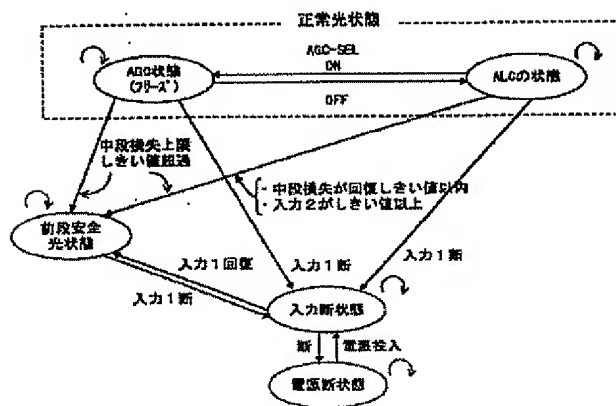 正常光状態
AGC-SEL
ON
OFF
AGC状態
(フリーズ)
ALCの状態
中段損失上限
しきい値超過
・中段損失が回復しきい値以内
・入力2がしきい値以上
前段安全
光状態
入力1回復
入力1断
入力1断
入力1断
入力断状態
断
電源投入
電源断状態